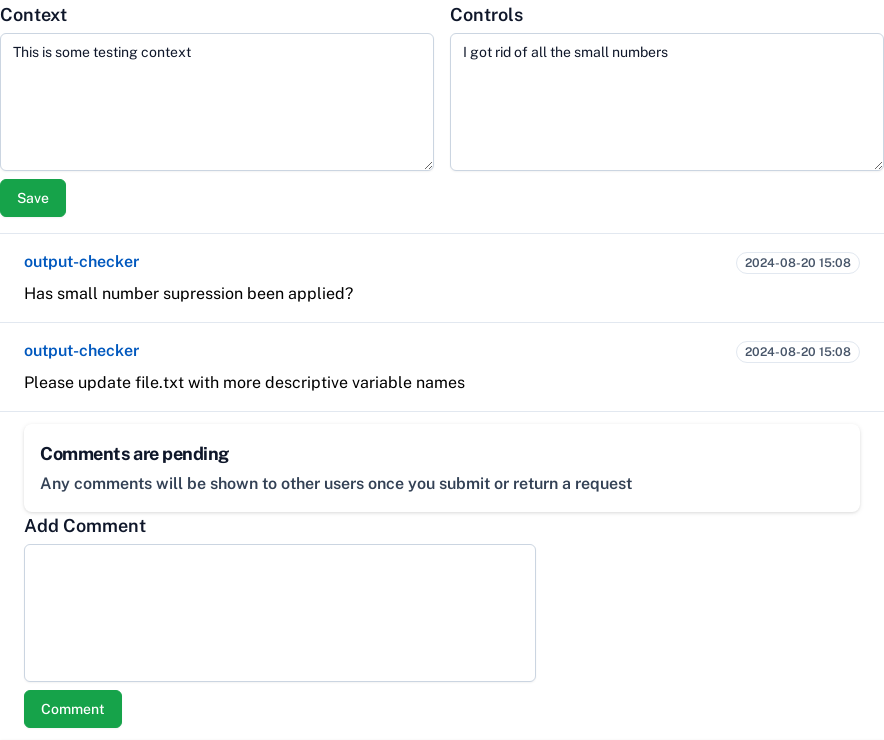 Context
Controls
This is some testing context
I got rid of all the small numbers
Save
output-checker
2024-08-20 15:08
Has small number supression been applied?
output-checker
2024-08-20 15:08
Please update file.txt with more descriptive variable names
Comments are pending
Any comments will be shown to other users once you submit or return a request
Add Comment
Comment